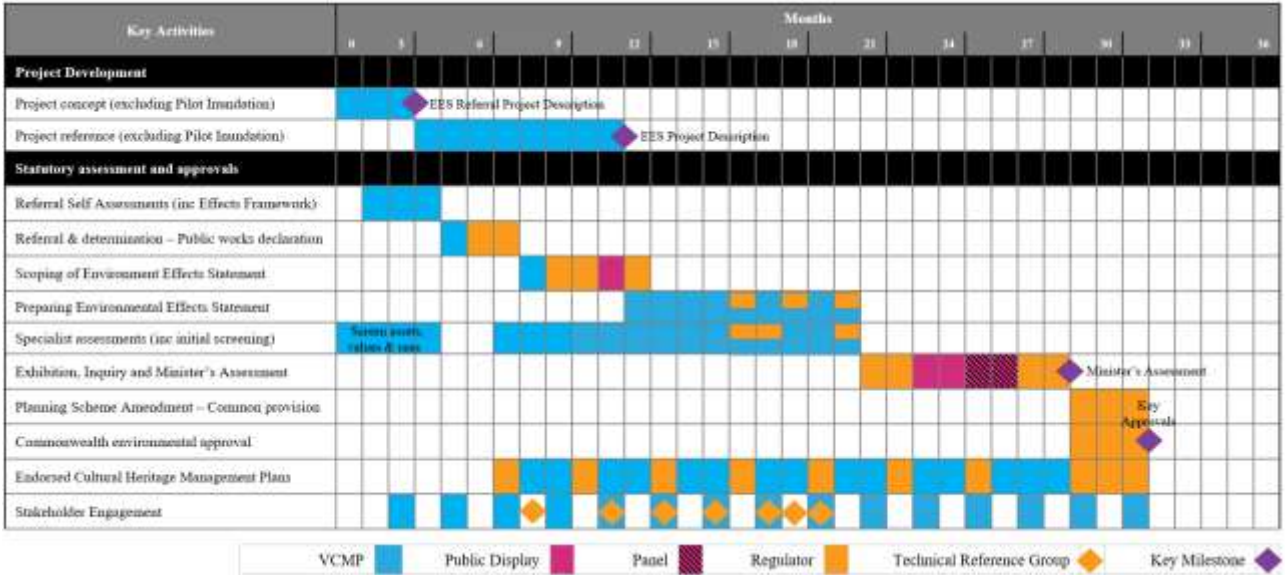 Key Activities
Months
0 3 6 9 12 15 18 21 24 27 30 33 36
Project Development
Project concept (excluding Pilot Inundation)
EES Referral Project Description
Project reference (excluding Pilot Inundation)
EES Project Description
Statutory assessment and approvals
Referral Self Assessments (inc Effects Framework)
Referral & determination – Public works declaration
Scoping of Environment Effects Statement
Preparing Environmental Effects Statement
Specialist assessments (inc initial screening)
Screen assets,
values & uses
Exhibition, Inquiry and Minister's Assessment
Minister's Assessment
Planning Scheme Amendment – Common provision
Key
Approvals
Commonwealth environmental approval
Endorsed Cultural Heritage Management Plans
Stakeholder Engagement
VCMP
Public Display
Panel
Regulator
Technical Reference Group
Key Milestone